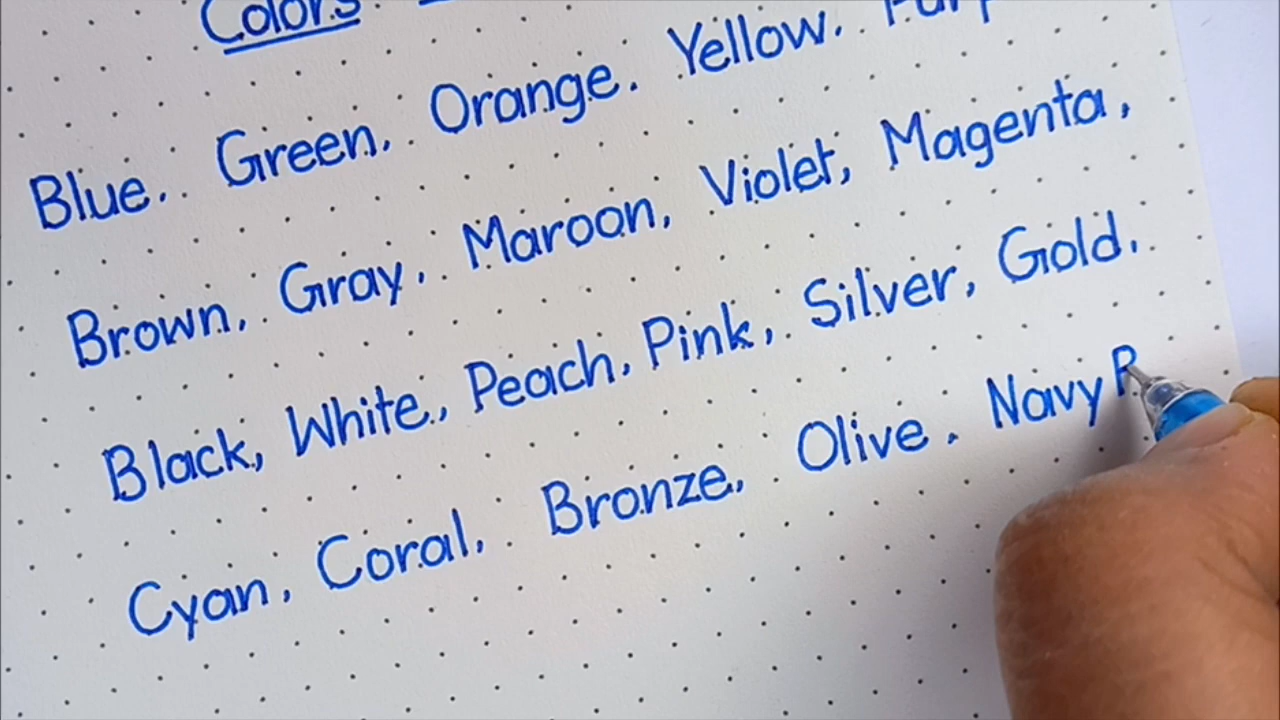 Colors
Blue, Green, Orange, Yellow,
Brown, Gray, Maroon, Violet, Magenta,
Black, White, Peach, Pink, Silver, Gold,
Cyan, Coral, Bronze, Olive, Navy